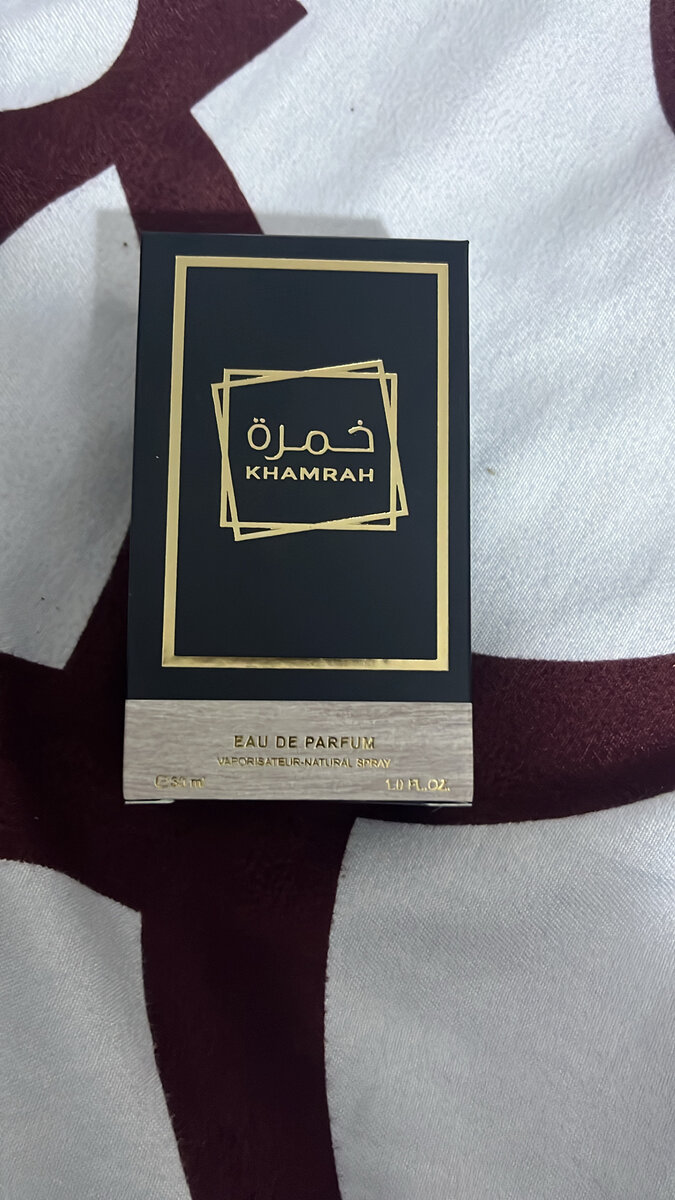 خمرة
KHAMRAH
EAU DE PARFUM
VAPORISATEUR-NATURAL SPRAY
1.0 FL.OZ.